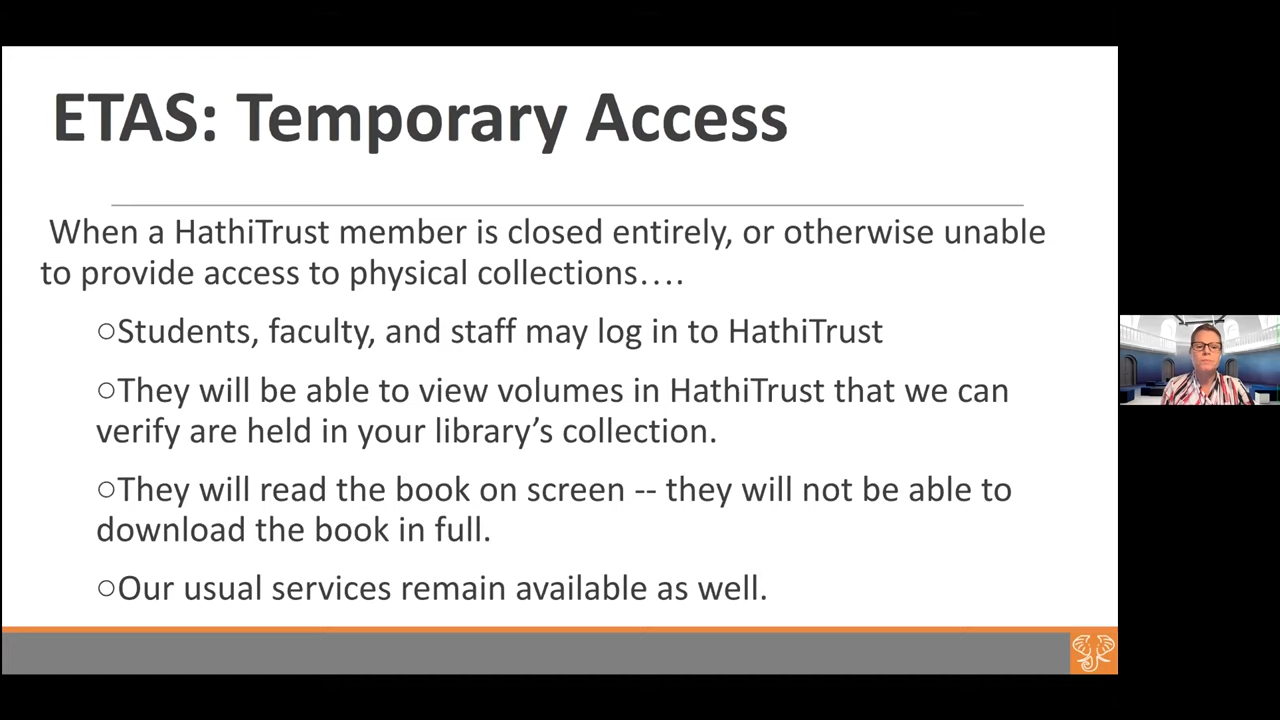 ETAS: Temporary Access
When a HathiTrust member is closed entirely, or otherwise unable
to provide access to physical collections….
○Students, faculty, and staff may log in to HathiTrust
○They will be able to view volumes in HathiTrust that we can
verify are held in your library’s collection.
○They will read the book on screen -- they will not be able to
download the book in full.
○Our usual services remain available as well.